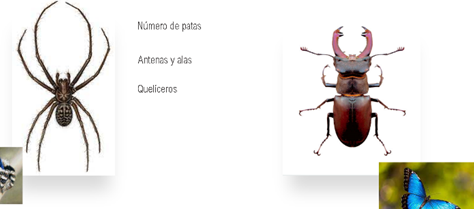 Número de patas
Antenas y alas
Quelíceros